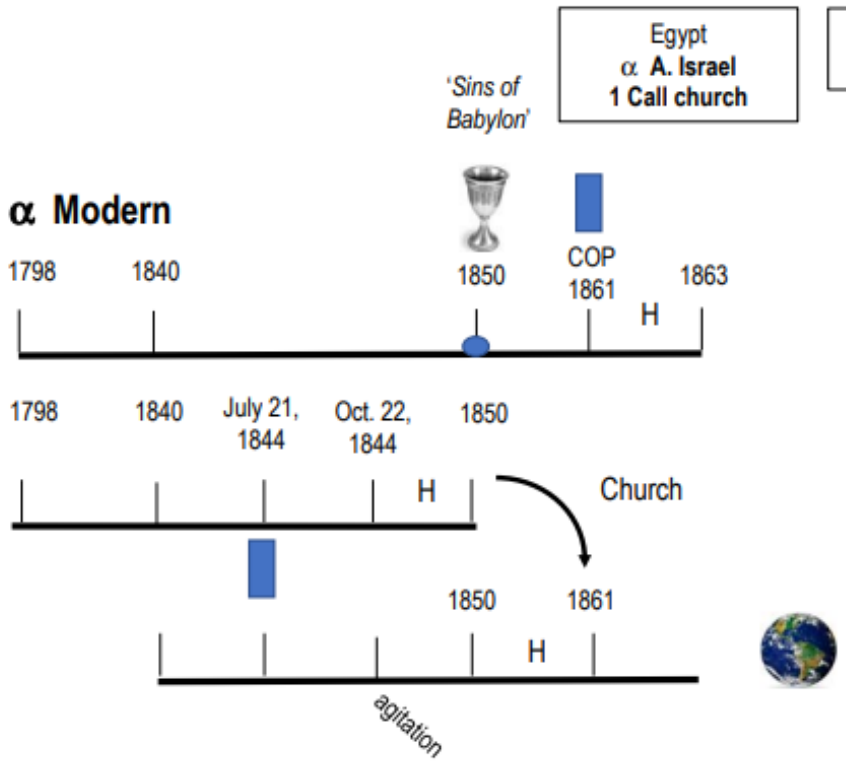 Egypt
α A. Israel
1 Call church
'Sins of
Babylon'
α Modern
1798 1840 1850 COP
1861 1863
H
1798 1840 July 21,
1844 Oct. 22,
1844 1850
H
Church
1850 1861
H
agitation